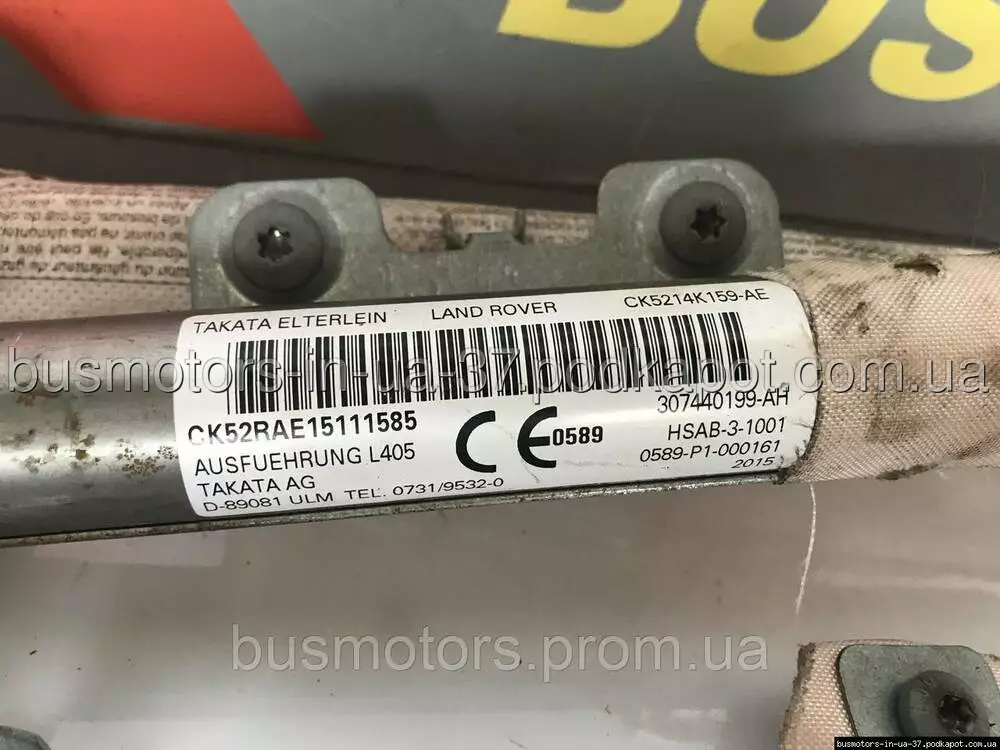 BUS
TAKATA ELTERLEIN LAND ROVER CK5214K159-AE
busmotors-in-ua-37.podkapot.com.ua
CK52RAE15111585 CE 0589 307440199-AH
AUSFUEHRUNG L405 HSAB-3-1001
TAKATA AG 0589-P1-000161
D-89081 ULM TEL. 0731/9532-0 2015
busmotors.prom.ua
busmotors-in-ua-37.podkapot.com.ua